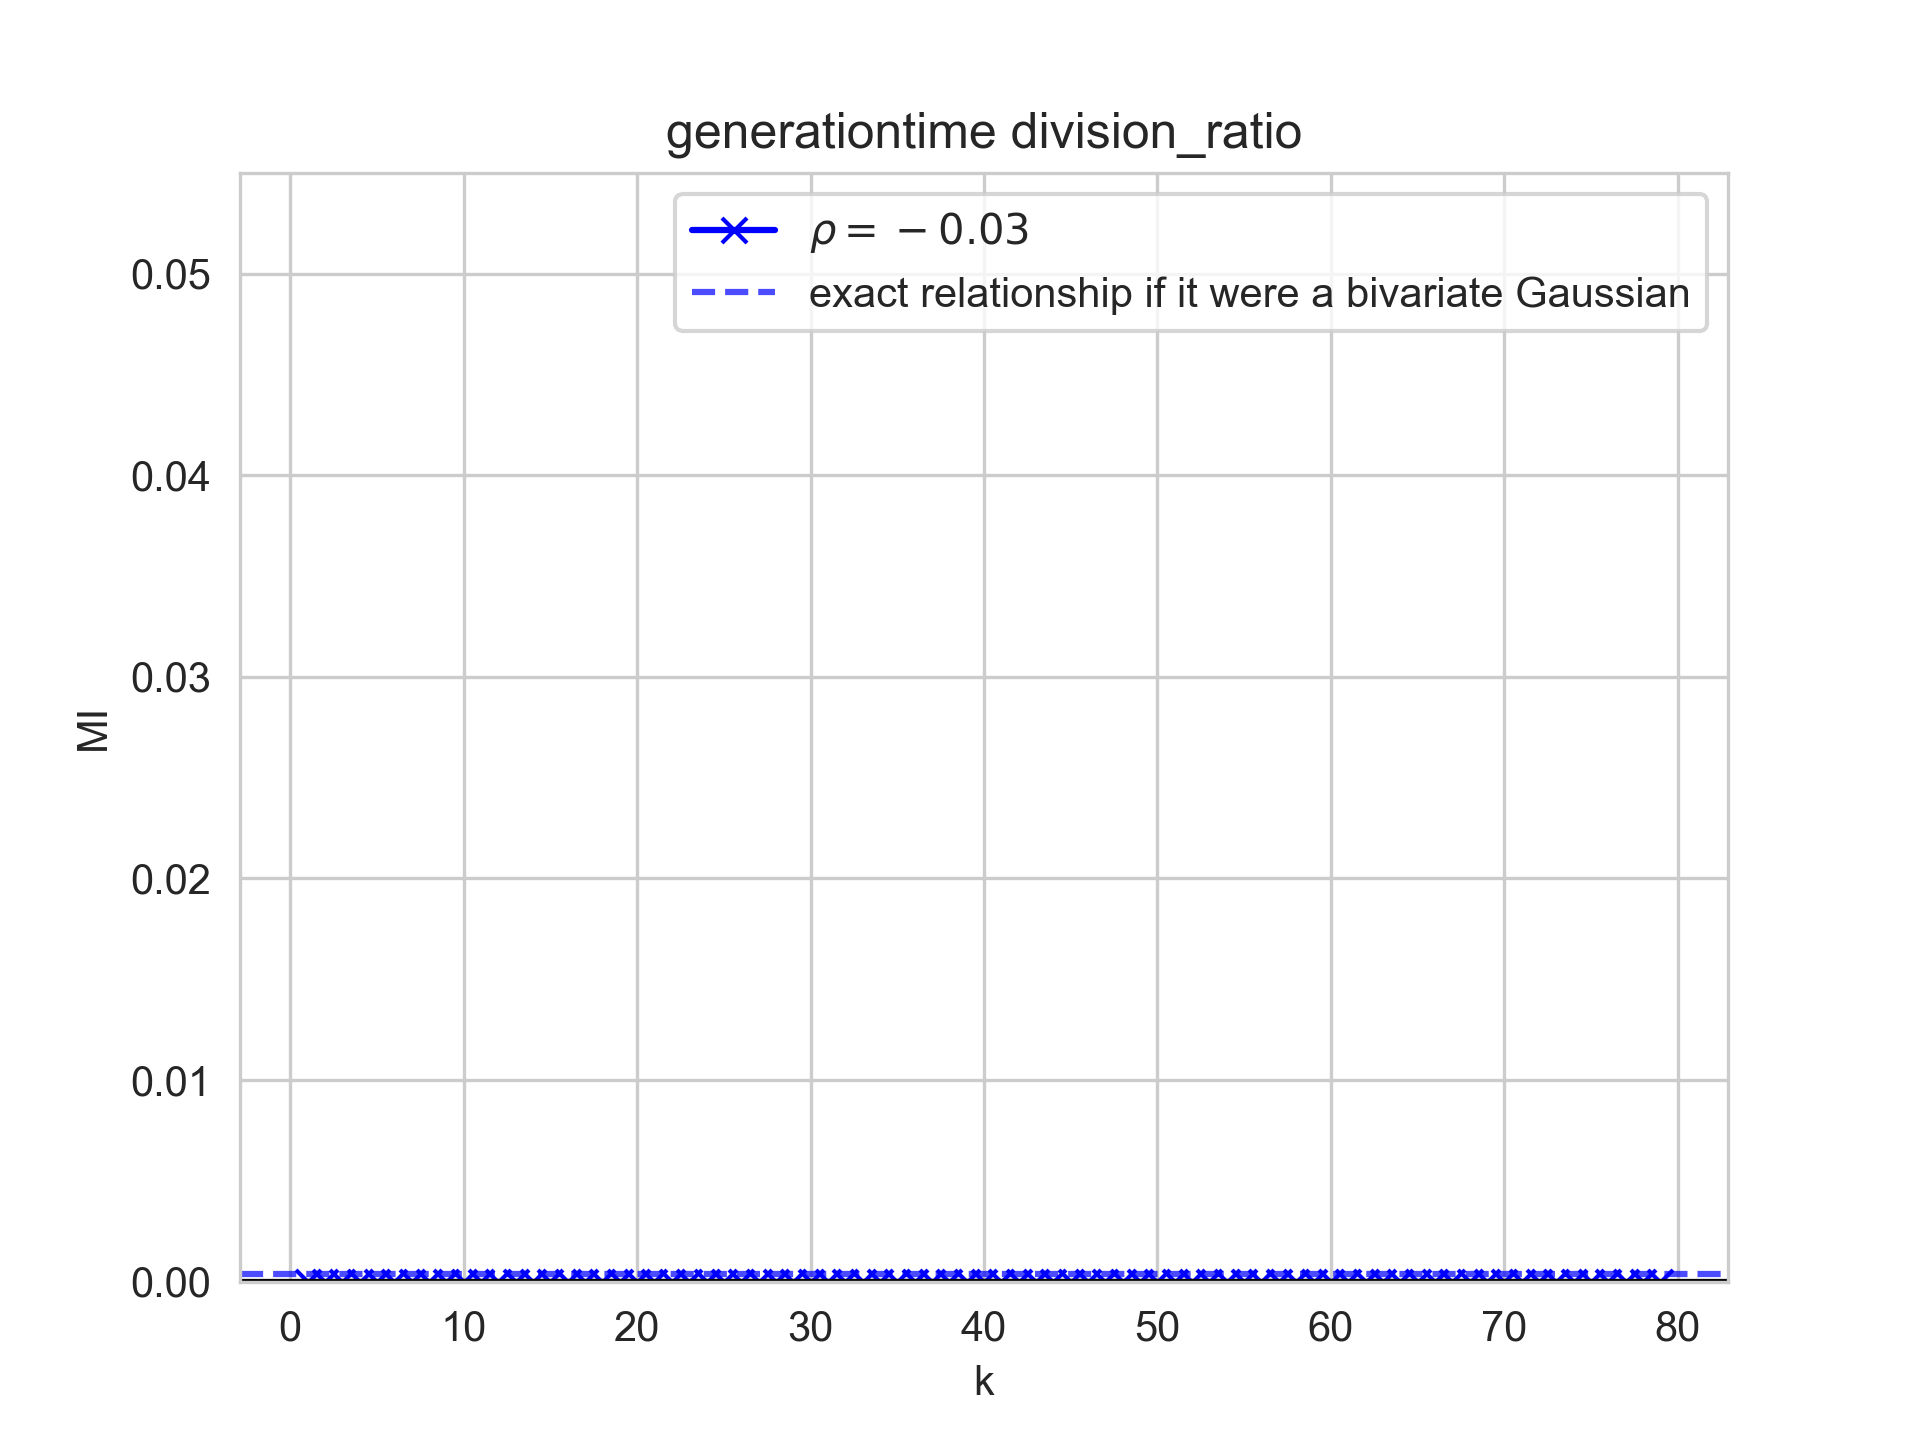 generationtime division_ratio
ρ = − 0.03
exact relationship if it were a bivariate Gaussian
0.05
0.04
0.03
0.02
0.01
0.00
MI
0 10 20 30 40 50 60 70 80
k